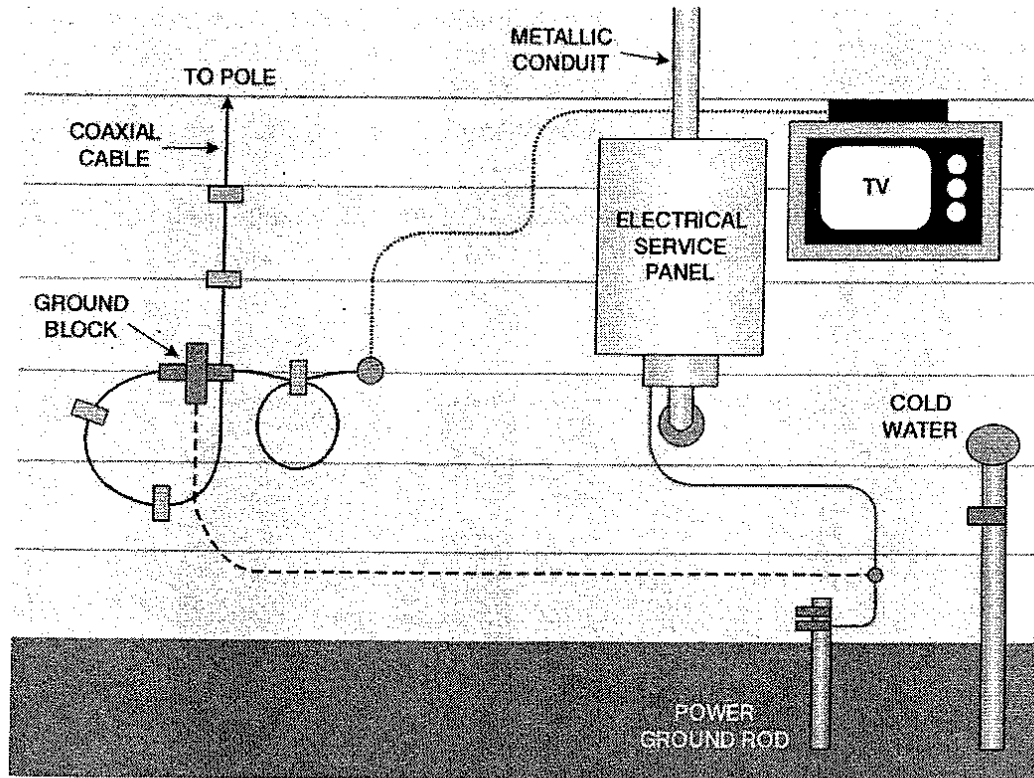 METALLIC
CONDUIT
TO POLE
COAXIAL
CABLE
TV
ELECTRICAL
SERVICE
PANEL
GROUND
BLOCK
COLD
WATER
POWER
GROUND ROD